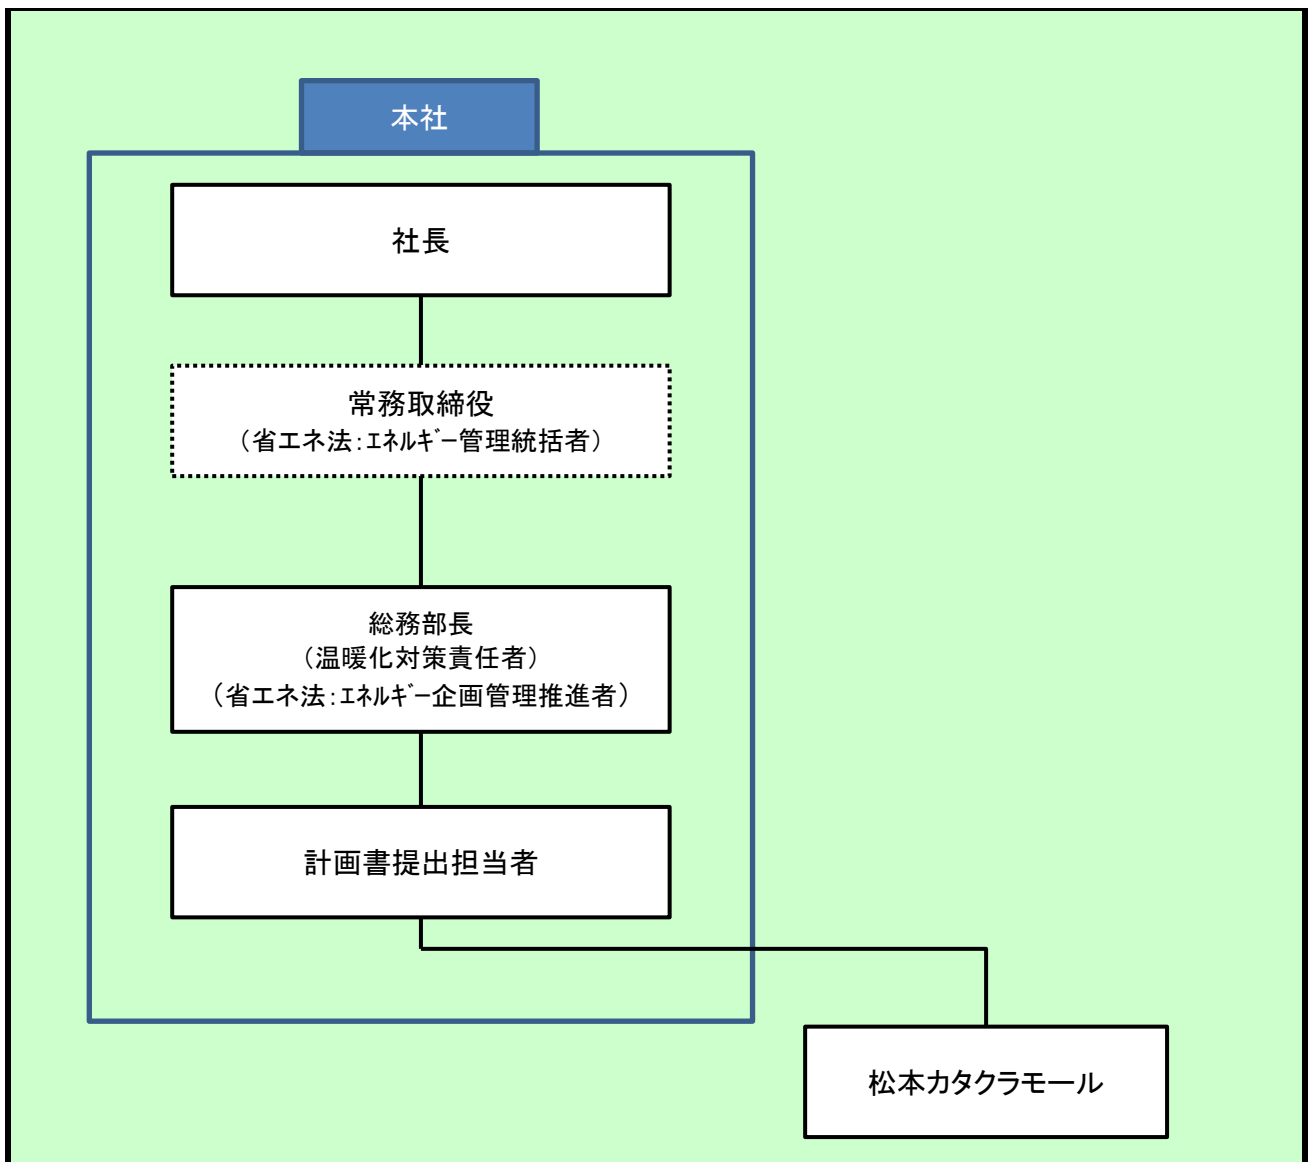 本社
社長
常務取締役
（省エネ法：ｴﾈﾙｷﾞｰ管理統括者）
総務部長
（温暖化対策責任者）
（省エネ法：ｴﾈﾙｷﾞｰ企画管理推進者）
計画書提出担当者
松本カタクラモール